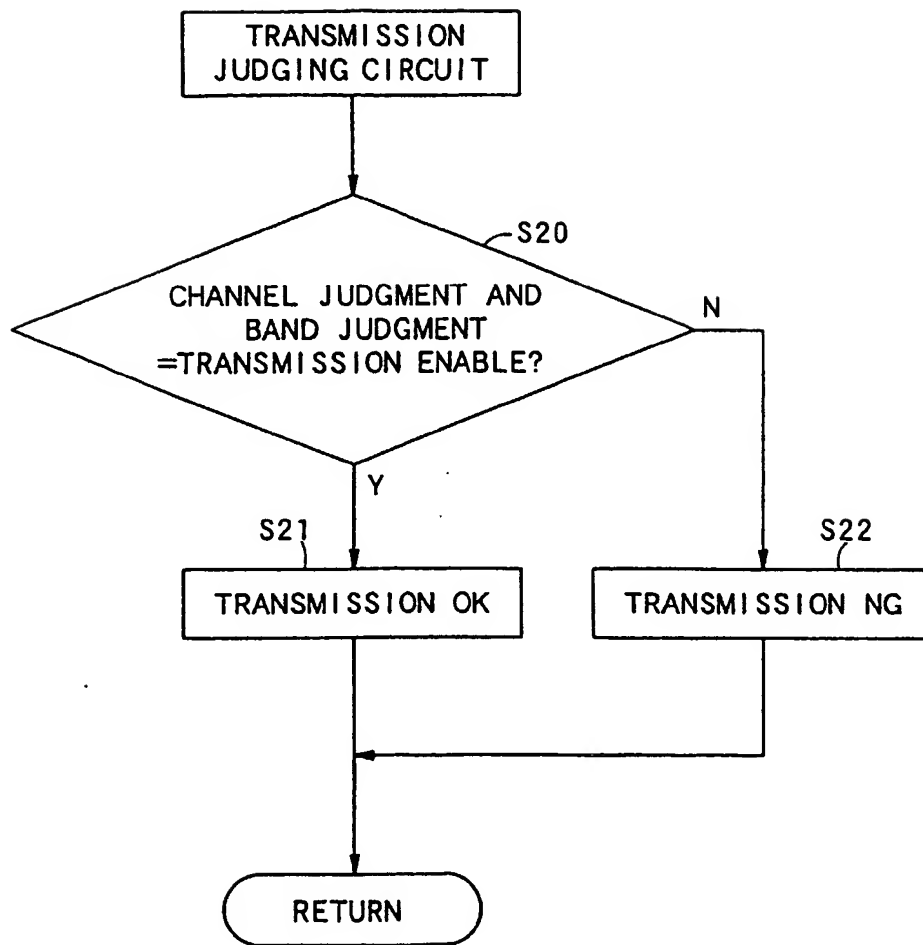 TRANSMISSION
JUDGING CIRCUIT
S20
CHANNEL JUDGMENT AND
BAND JUDGMENT
=TRANSMISSION ENABLE?
N
Y
S21
S22
TRANSMISSION OK
TRANSMISSION NG
RETURN